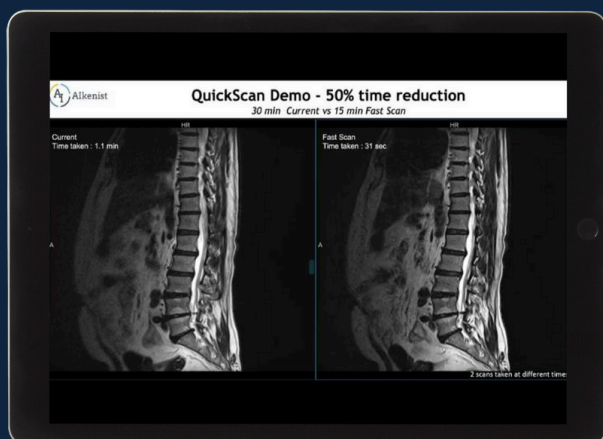 AI Alkenist
QuickScan Demo - 50% time reduction
30 min Current vs 15 min Fast Scan
HR
Current
Time taken : 1.1 min
A
HR
Fast Scan
Time taken : 31 sec
A
2 scans taken at different time